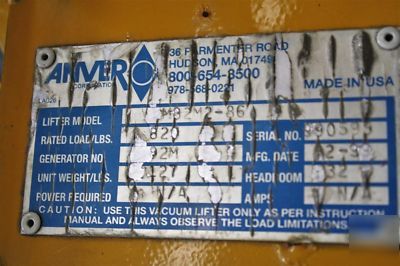 ANVER
CORPORATION
36 PARMENTER ROAD
HUDSON, MA 01749
800-654-3500
978-568-0221
MADE IN USA
LIFTER MODEL
RATED LOAD/LBS. 820 SERIAL NO.
GENERATOR NO 92M MFG. DATE
UNIT WEIGHT/LBS. HEADROOM
POWER REQUIRED N/A AMPS N/A
CAUTION: USE THIS VACUUM LIFTER ONLY AS PER INSTRUCTION
MANUAL AND ALWAYS OBSERVE THE LOAD LIMITATIONS.